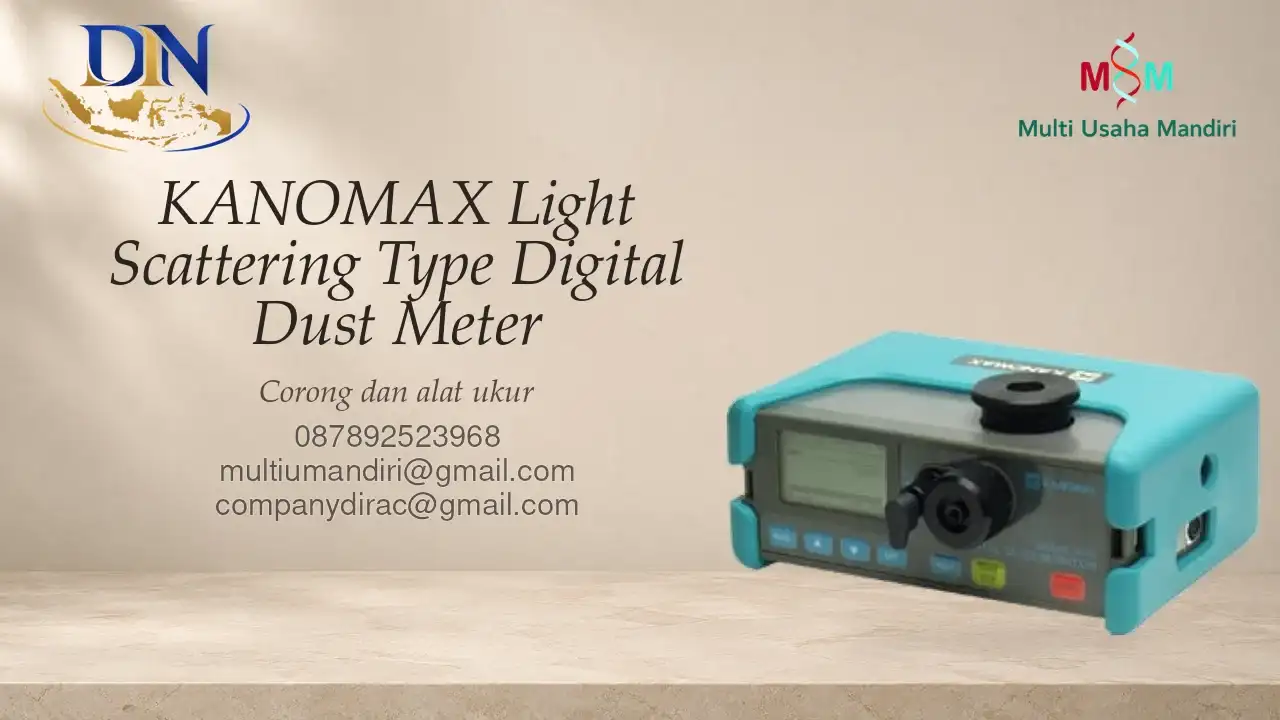 DIN
MSM
Multi Usaha Mandiri
KANOMAX Light
Scattering Type Digital
Dust Meter
Corong dan alat ukur
087892523968
multiumandiri@gmail.com
companydirac@gmail.com
KANOMAX